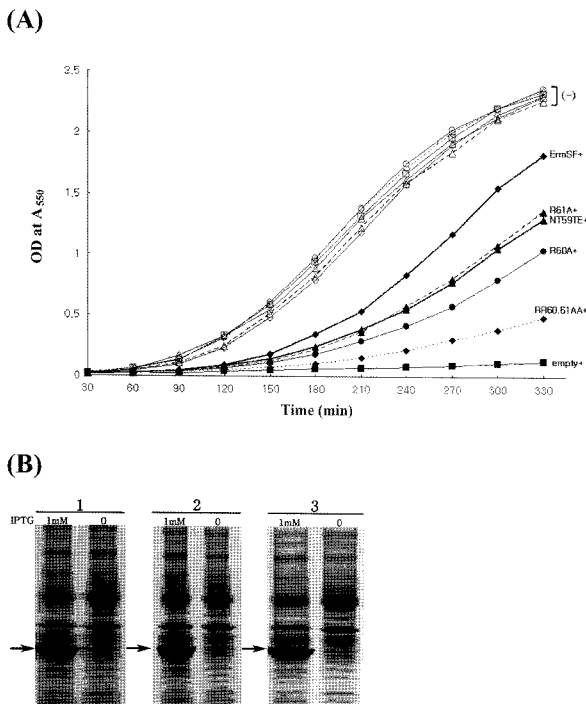 (A)
2.5
2
1.5
1
0.5
0
OD at A550
30 60 90 120 150 180 210 240 270 300 330
Time (min)
(-)
ErmSF+
R61A+
NT59TE+
R60A+
RR60.61AA+
empty+
(B)
1 2 3
IPTG 1mM 0 1mM 0 1mM 0